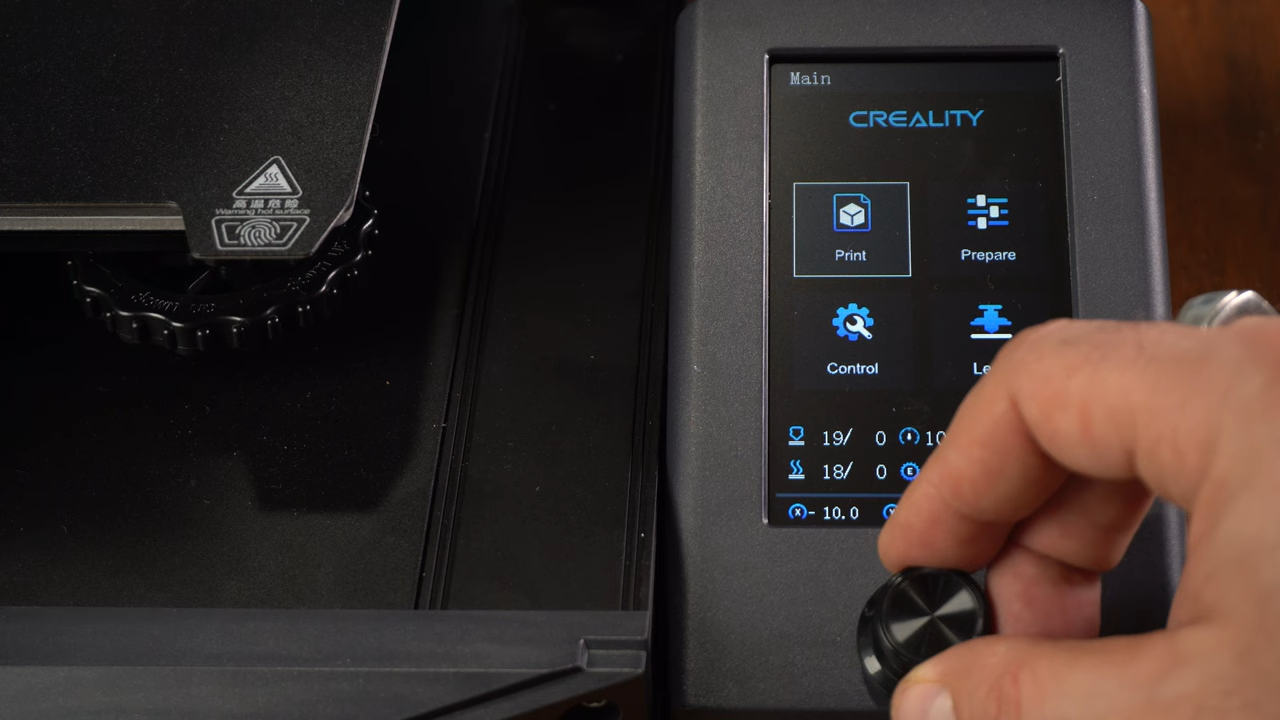 Main
CREALITY
Print
Prepare
Control
19/ 0
18/ 0
E
X - 10.0
高温危险
Warning hot surface